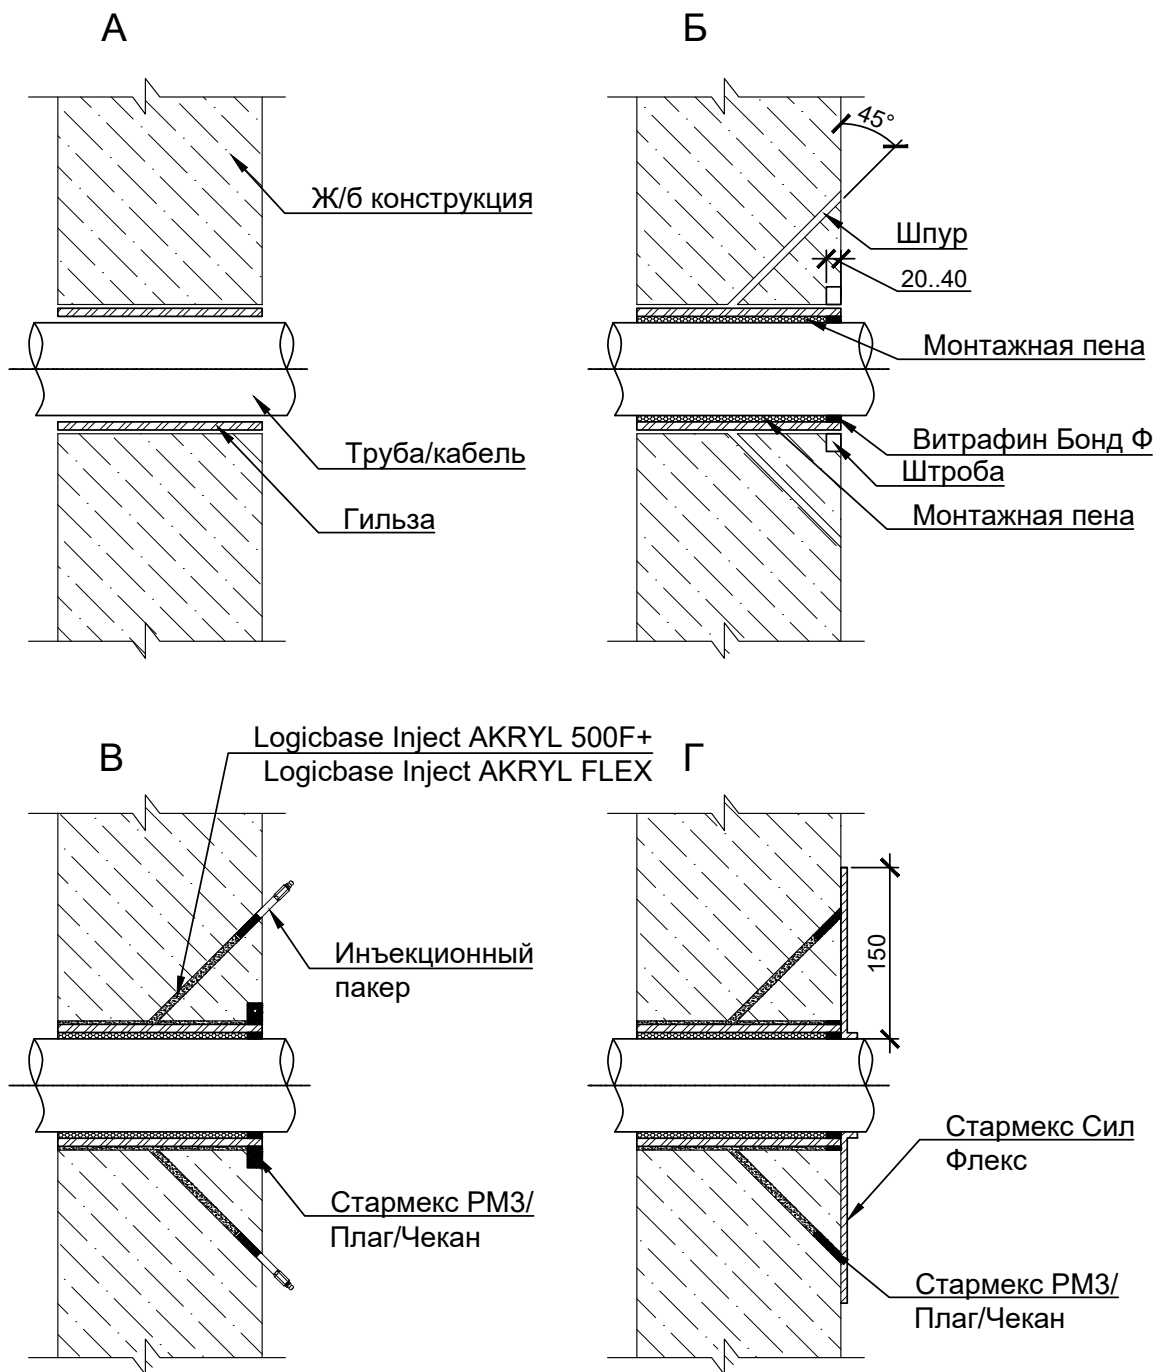 А
Б
45°
Ж/б конструкция
Шпур
20..40
Монтажная пена
Труба/кабель
Витрафин Бонд Ф
Штроба
Гильза
Монтажная пена
В
Logicbase Inject AKRYL 500F+
Logicbase Inject AKRYL FLEX
Г
Инъекционный
пакер
150
Стармекс Сил
Флекс
Стармекс РМ3/
Плаг/Чекан
Стармекс РМ3/
Плаг/Чекан